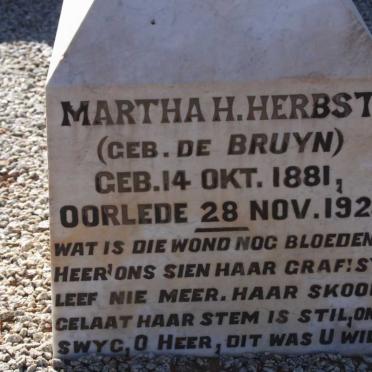 MARTHA H. HERBST
(GEB. DE BRUYN)
GEB. 14 OKT. 1881,
OORLEDE 28 NOV. 192
WAT IS DIE WOND NOG BLOEDEN
HEER! ONS SIEN HAAR GRAF! S
LEEF NIE MEER. HAAR SKOO
GELAAT HAAR STEM IS STIL, ON
SWYG, O HEER, DIT WAS U WI